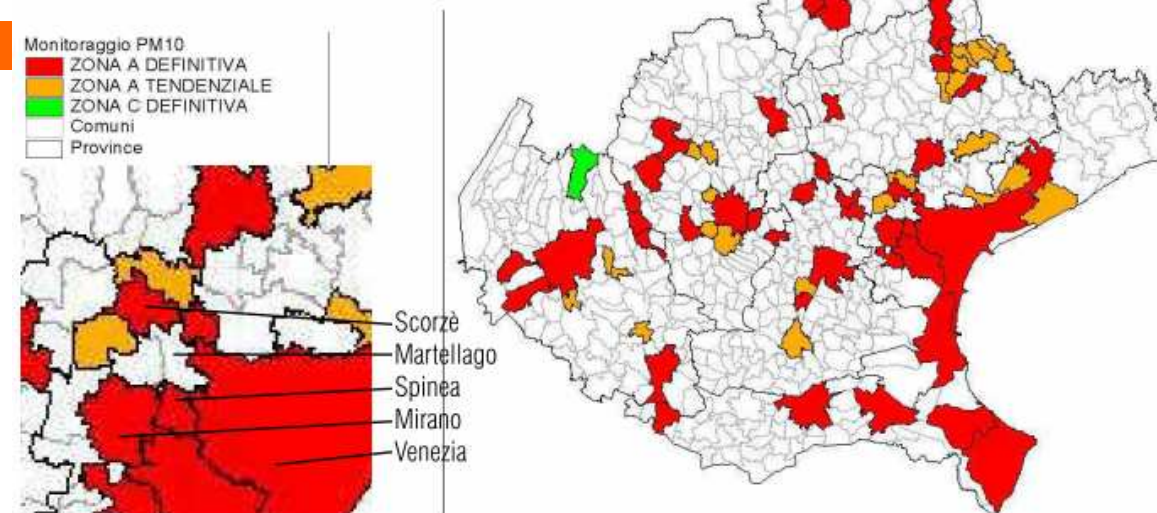 Monitoraggio PM10
ZONA A DEFINITIVA
ZONA A TENDENZIALE
ZONA C DEFINITIVA
Comuni
Province
Scorzè
Martellago
Spinea
Mirano
Venezia